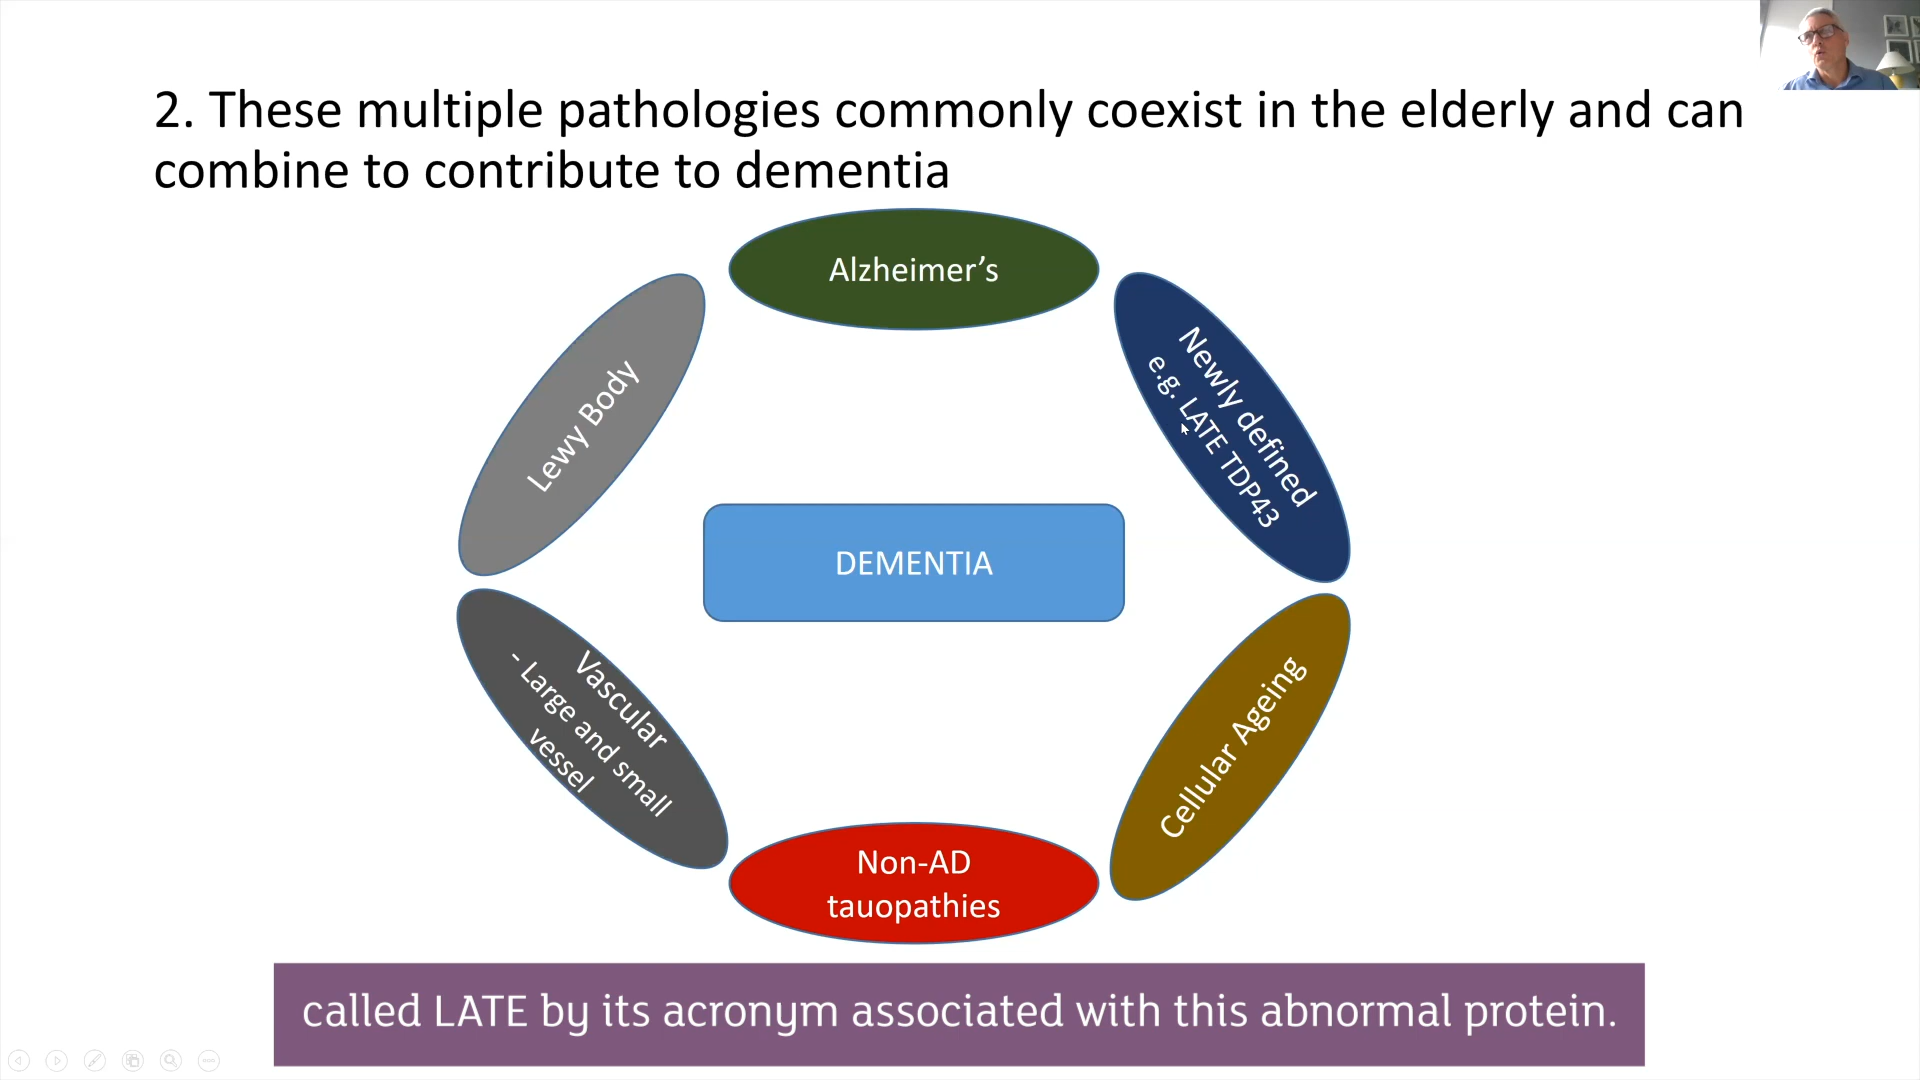 2. These multiple pathologies commonly coexist in the elderly and can
combine to contribute to dementia
Alzheimer’s
Lewy Body
Newly defined
e.g. LATE TDP43
DEMENTIA
Vascular
- Large and small
vessel
Cellular Ageing
Non-AD
tauopathies
called LATE by its acronym associated with this abnormal protein.